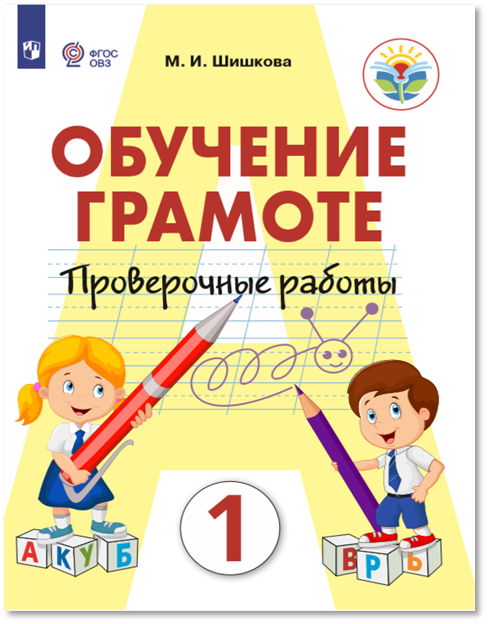 ФГОС
ОВЗ
М. И. Шишкова
ОБУЧЕНИЕ
ГРАМОТЕ
Проверочные работы
1
А К У Б
В Р Ь